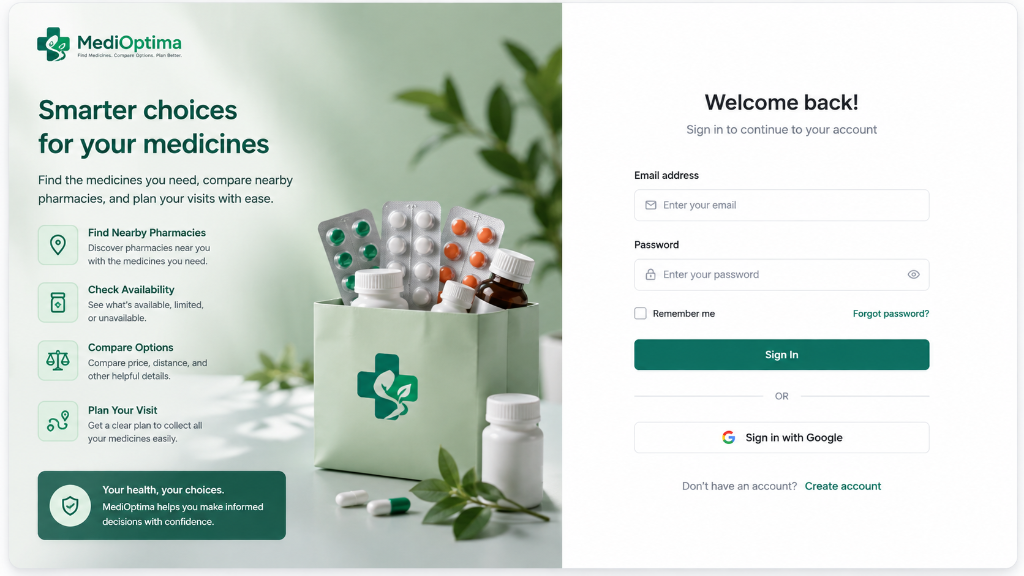 MediOptima
Find Medicines. Compare Options. Plan Better.
Smarter choices
for your medicines
Find the medicines you need, compare nearby
pharmacies, and plan your visits with ease.
Find Nearby Pharmacies
Discover pharmacies near you
with the medicines you need.
Check Availability
See what's available, limited,
or unavailable.
Compare Options
Compare price, distance, and
other helpful details.
Plan Your Visit
Get a clear plan to collect all
your medicines easily.
Your health, your choices.
MediOptima helps you make informed
decisions with confidence.
Welcome back!
Sign in to continue to your account
Email address
Enter your email
Password
Enter your password
Remember me
Forgot password?
Sign In
OR
Sign in with Google
Don't have an account? Create account